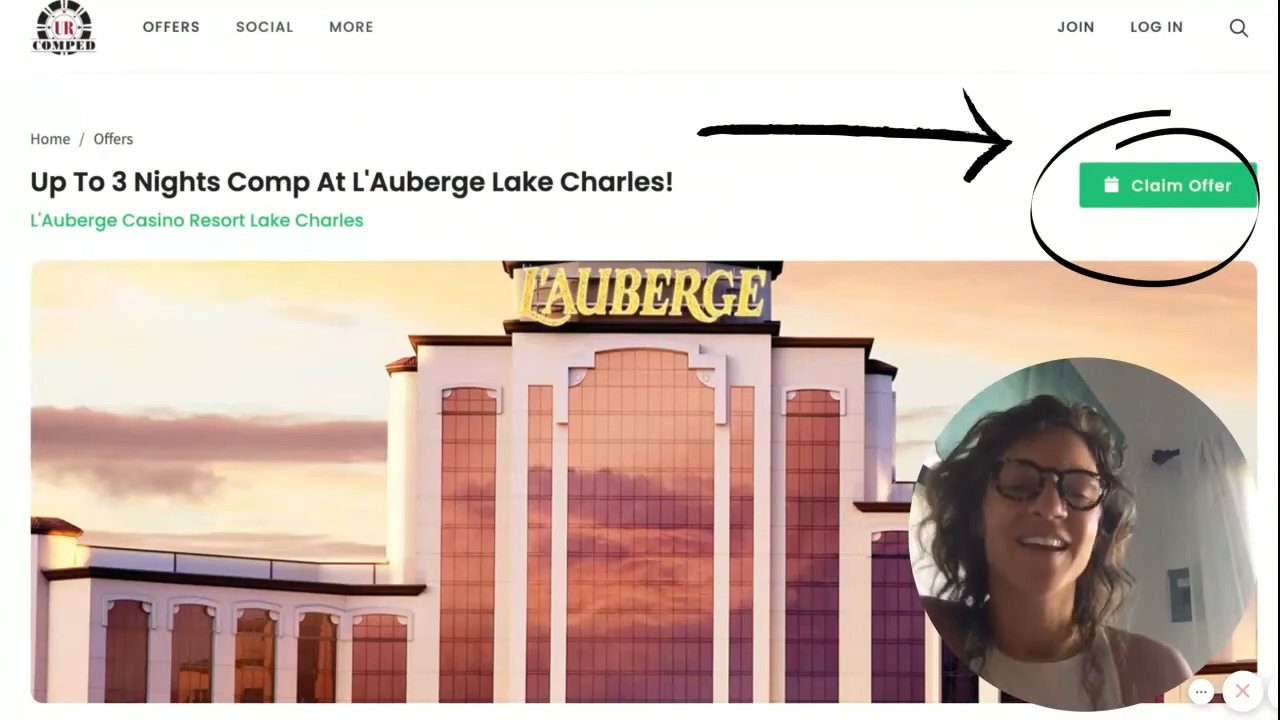 UR
COMPED
OFFERS SOCIAL MORE JOIN LOG IN
Home / Offers
Up To 3 Nights Comp At L'Auberge Lake Charles!
Claim Offer
L'Auberge Casino Resort Lake Charles
L'AUBERGE